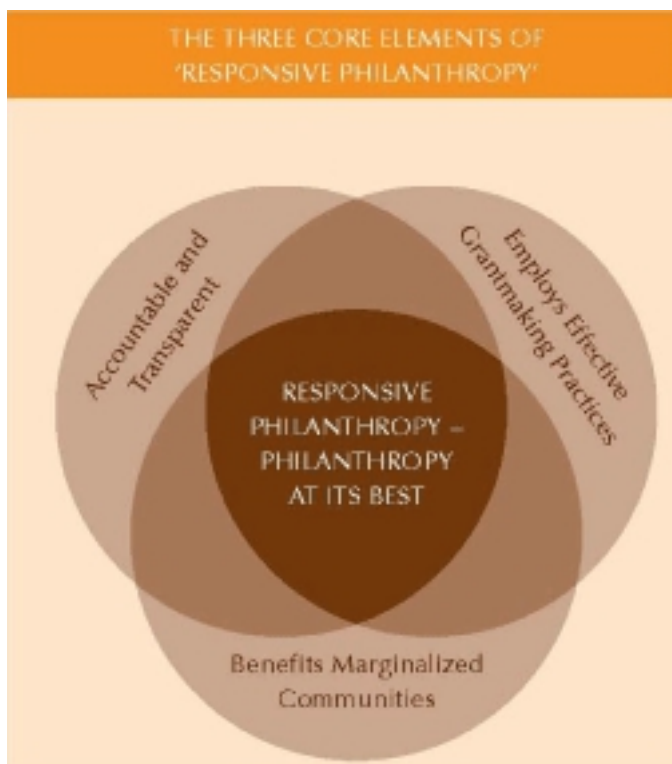 THE THREE CORE ELEMENTS OF
'RESPONSIVE PHILANTHROPY'
Accountable and
Transparent
Employs Effective
Grantmaking Practices
RESPONSIVE
PHILANTHROPY –
PHILANTHROPY
AT ITS BEST
Benefits Marginalized
Communities